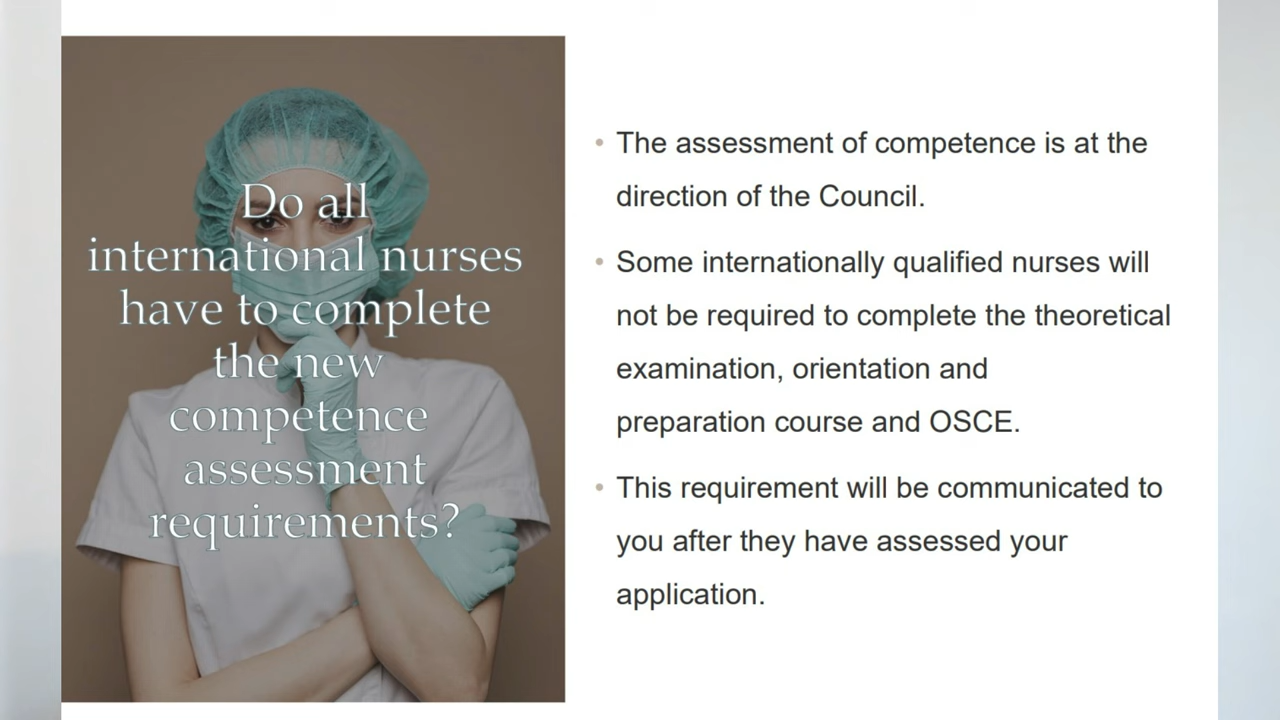 Do all
international nurses
have to complete
the new
competence
assessment
requirements?
• The assessment of competence is at the
direction of the Council.
• Some internationally qualified nurses will
not be required to complete the theoretical
examination, orientation and
preparation course and OSCE.
• This requirement will be communicated to
you after they have assessed your
application.